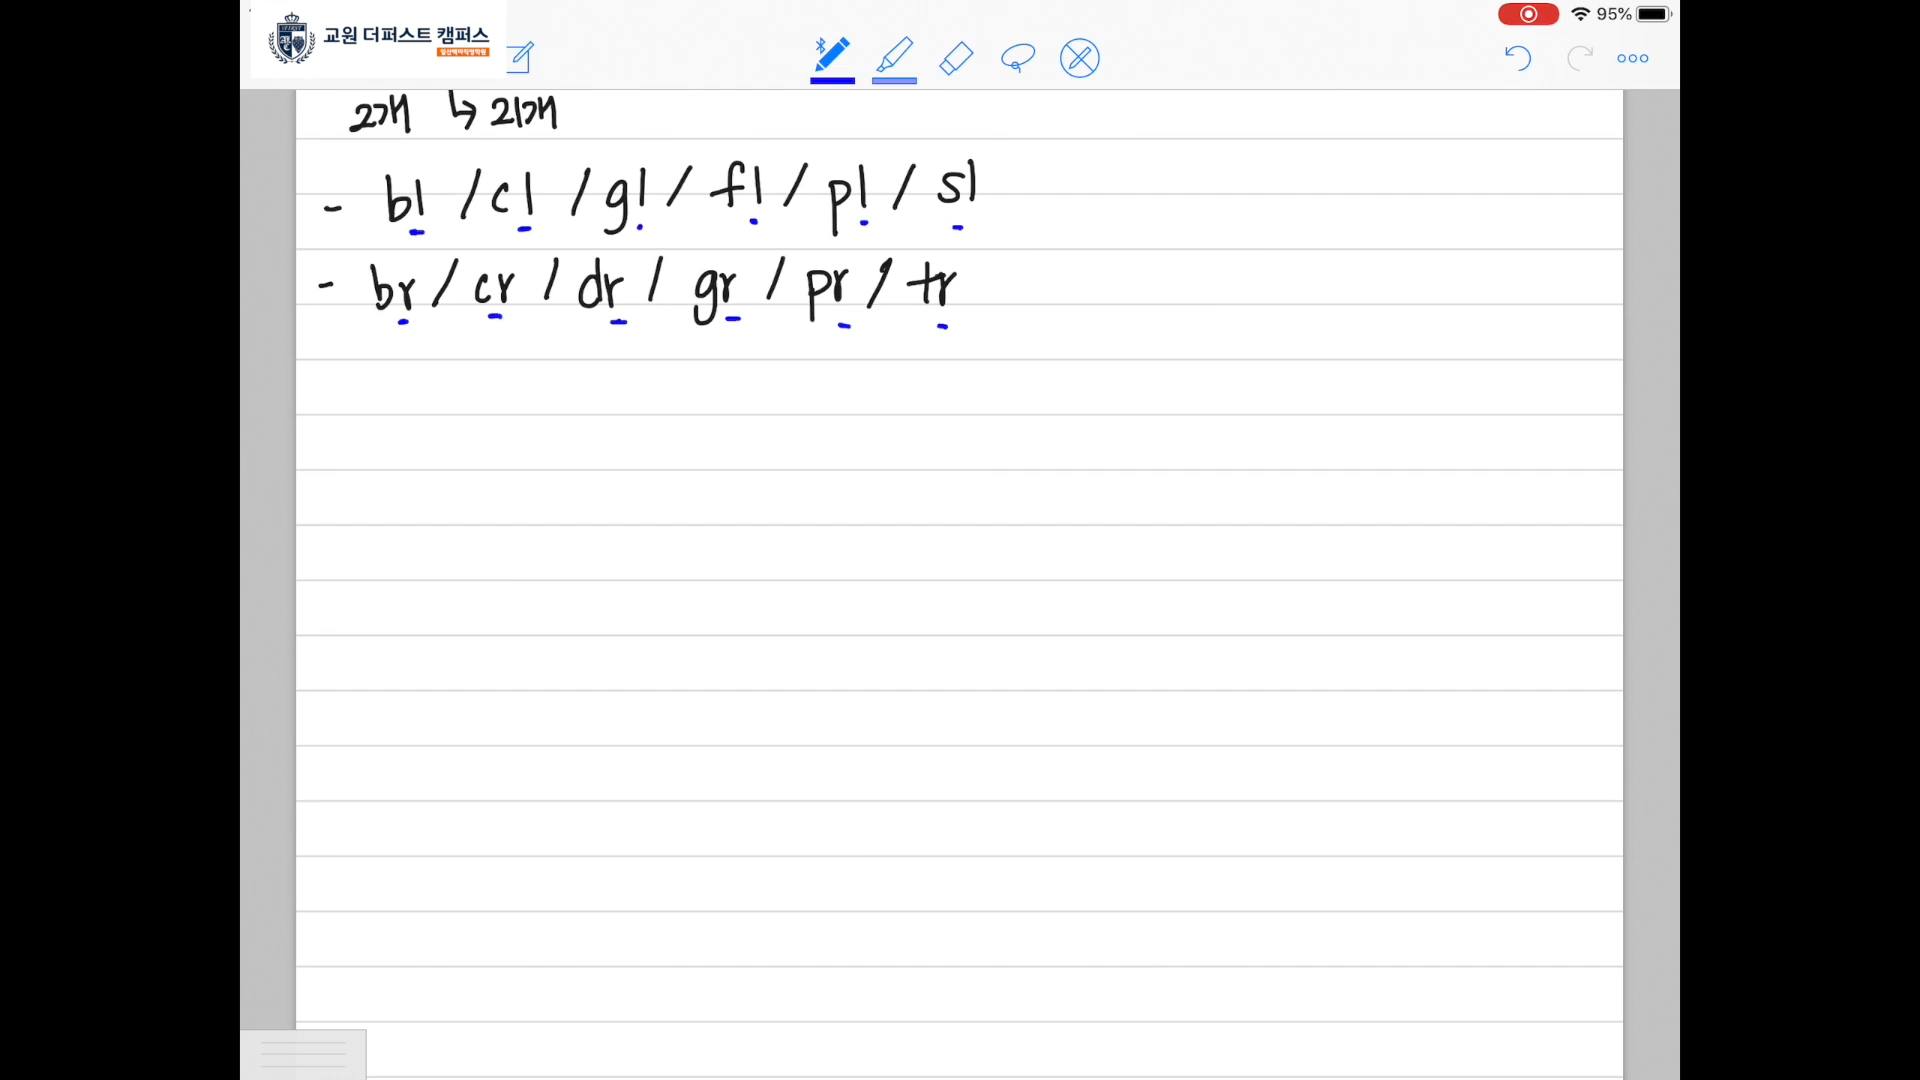 교원 더퍼스트 캠퍼스
95%
2개 ↳ 21개
- bl / cl / gl / fl / pl / sl
- br / cr / dr / gr / pr / tr